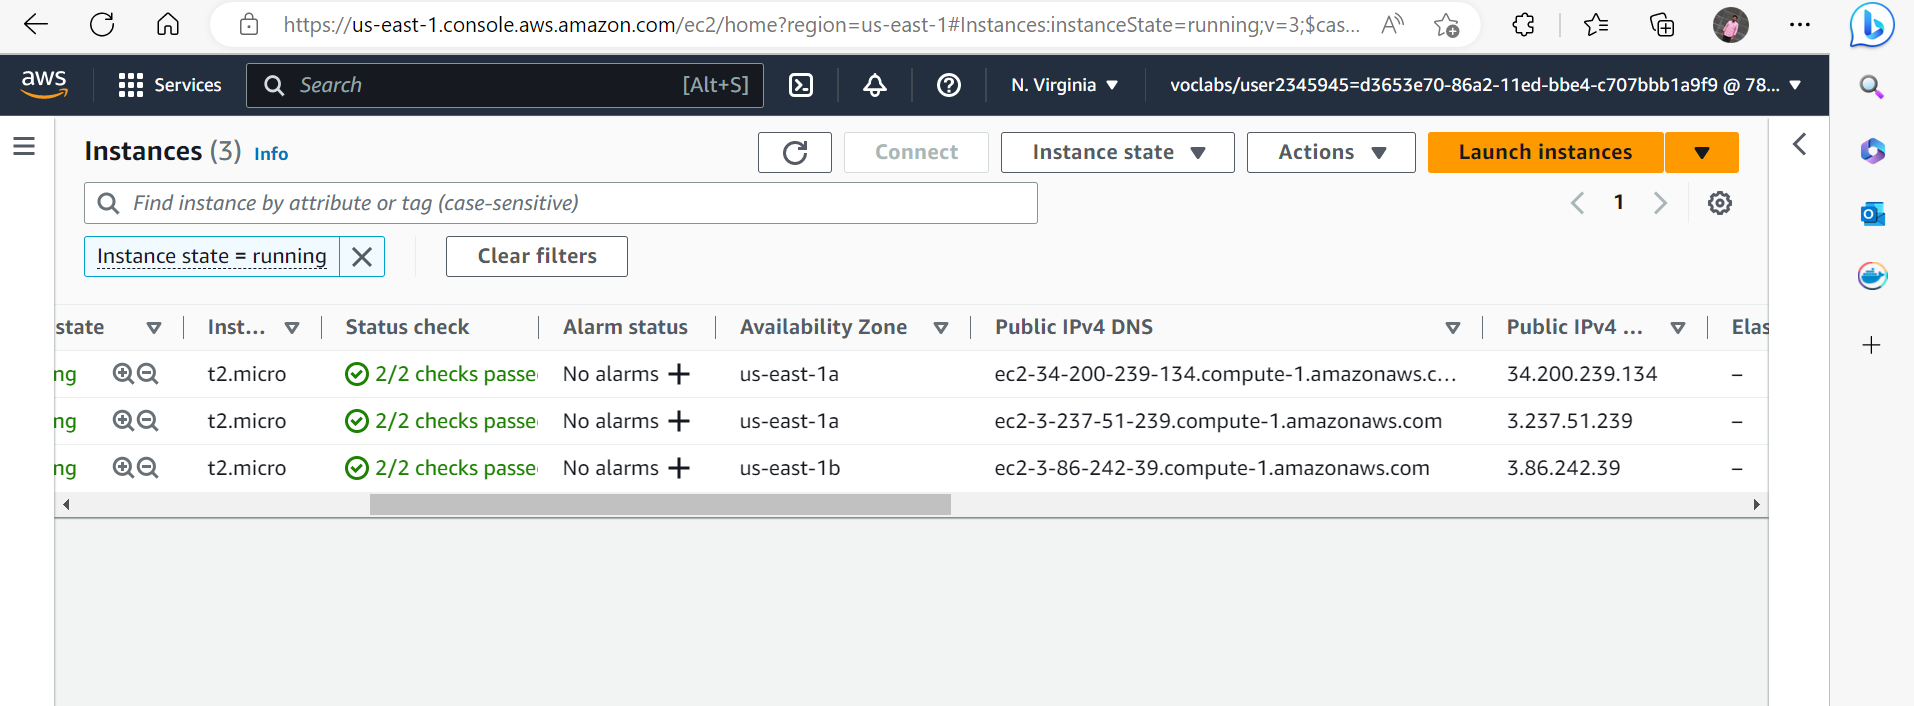 https://us-east-1.console.aws.amazon.com/ec2/home?region=us-east-1#Instances:instanceState=running;v=3;$cas...
aws Services Search [Alt+S] N. Virginia voclabs/user2345945=d3653e70-86a2-11ed-bbe4-c707bbb1a9f9 @ 78...
Instances (3) Info Connect Instance state Actions Launch instances
Find instance by attribute or tag (case-sensitive) 1
Instance state = running Clear filters
state Inst... Status check Alarm status Availability Zone Public IPv4 DNS Public IPv4 ... Elas
ng t2.micro 2/2 checks passe No alarms us-east-1a ec2-34-200-239-134.compute-1.amazonaws.c... 34.200.239.134 –
ng t2.micro 2/2 checks passe No alarms us-east-1a ec2-3-237-51-239.compute-1.amazonaws.com 3.237.51.239 –
ng t2.micro 2/2 checks passe No alarms us-east-1b ec2-3-86-242-39.compute-1.amazonaws.com 3.86.242.39 –